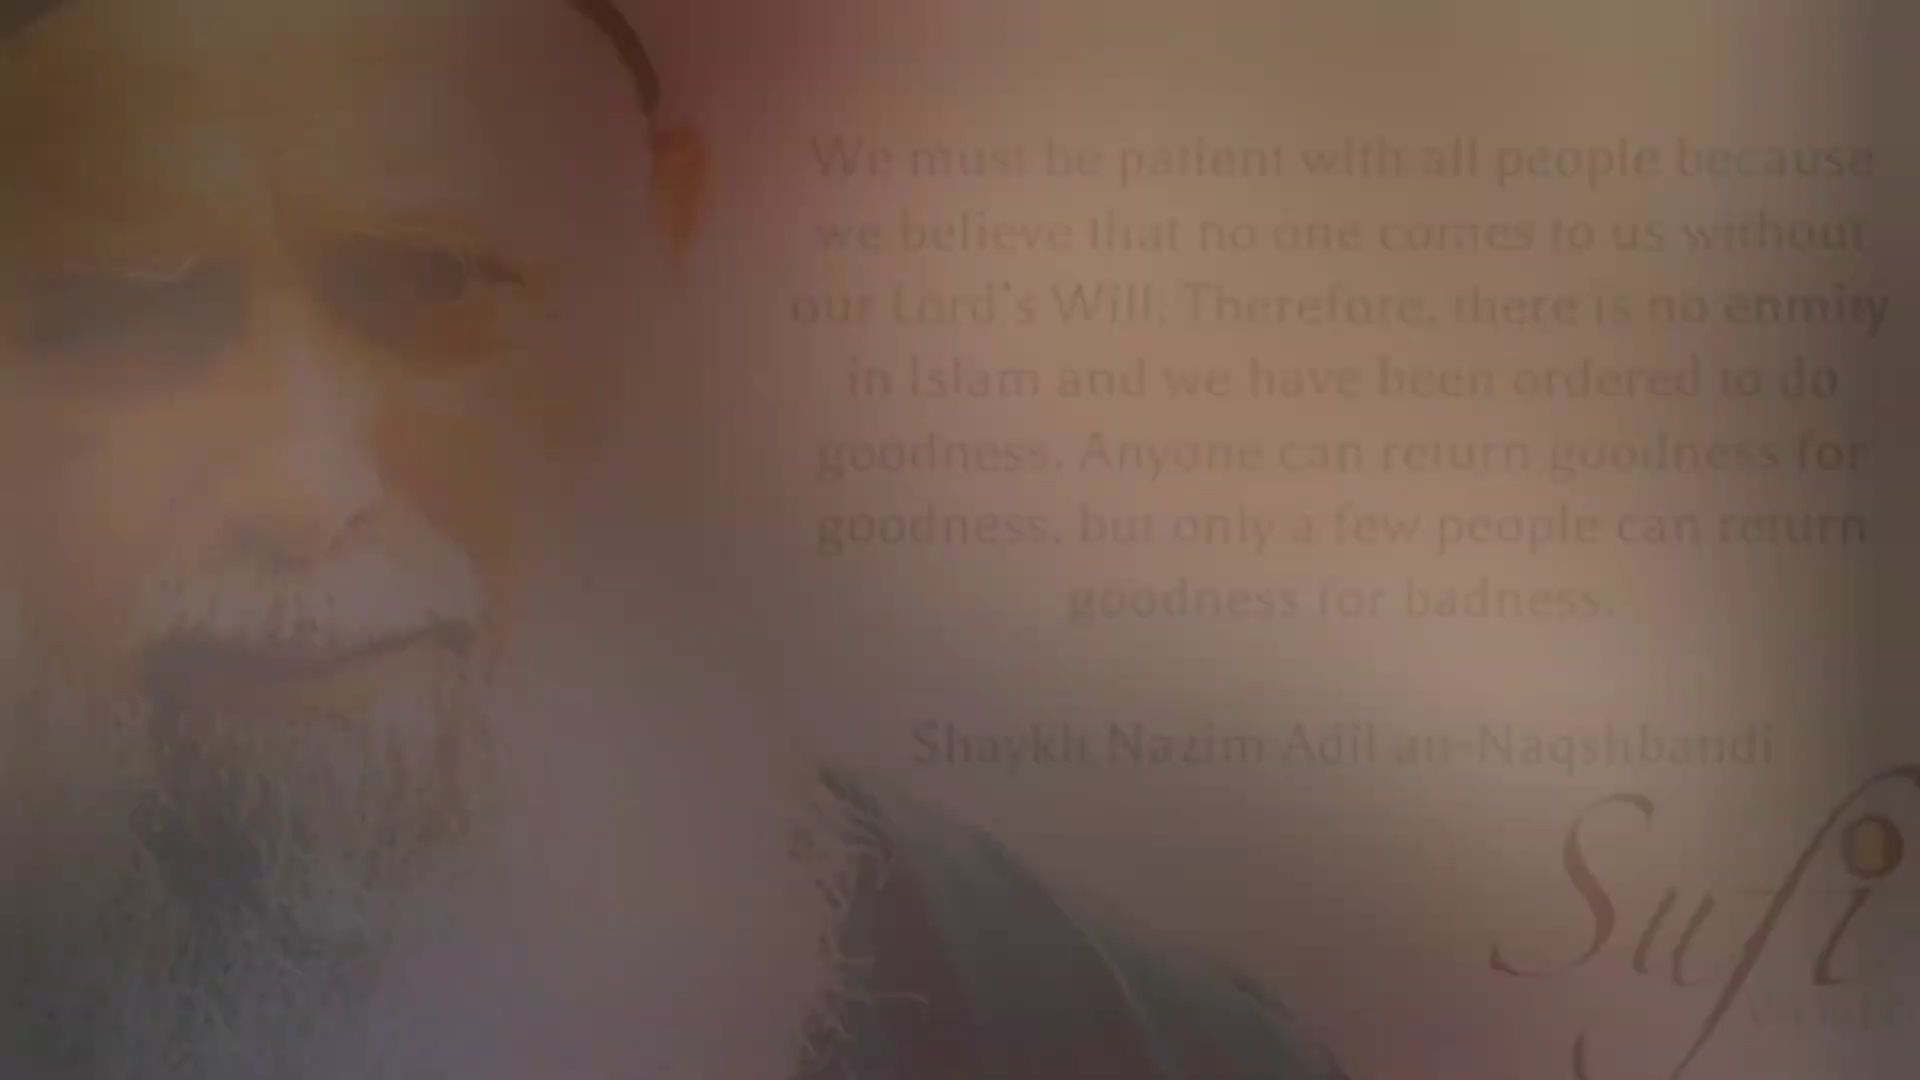 We must be patient with all people because
we believe that no one comes to us without
our Lord's Will. Therefore, there is no enmity
in Islam and we have been ordered to do
goodness. Anyone can return goodness for
goodness, but only a few people can return
goodness for badness.
Shaykh Nazim Adil an-Naqshbandi
Sufi